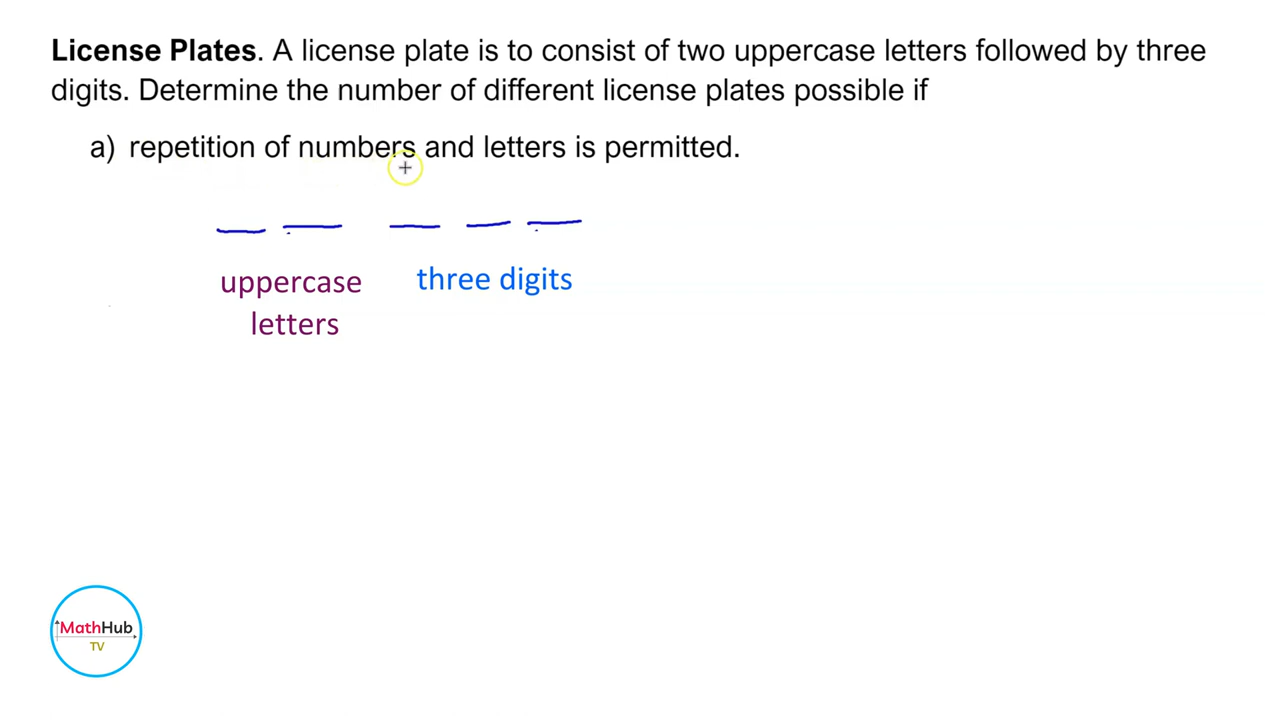 License Plates. A license plate is to consist of two uppercase letters followed by three
digits. Determine the number of different license plates possible if
a) repetition of numbers and letters is permitted.
uppercase
letters
three digits
MathHub
TV